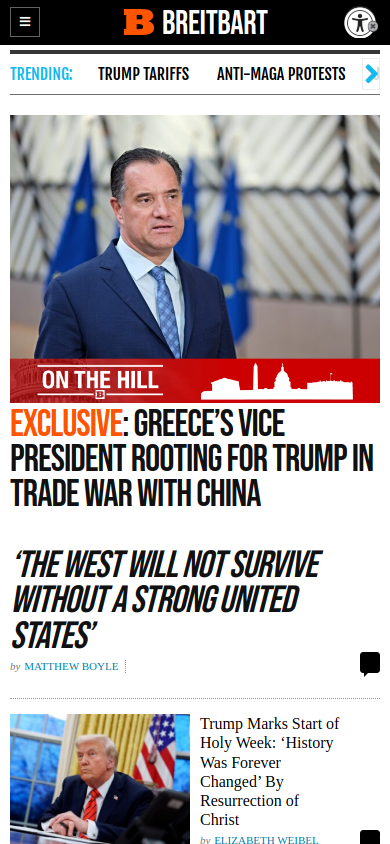 BREITBART
TRENDING:
TRUMP TARIFFS
ANTI-MAGA PROTESTS
ON THE HILL
B
EXCLUSIVE: GREECE’S VICE
PRESIDENT ROOTING FOR TRUMP IN
TRADE WAR WITH CHINA
‘THE WEST WILL NOT SURVIVE
WITHOUT A STRONG UNITED
STATES’
by MATTHEW BOYLE
Trump Marks Start of
Holy Week: ‘History
Was Forever
Changed’ By
Resurrection of
Christ
by ELIZABETH WEIBEL